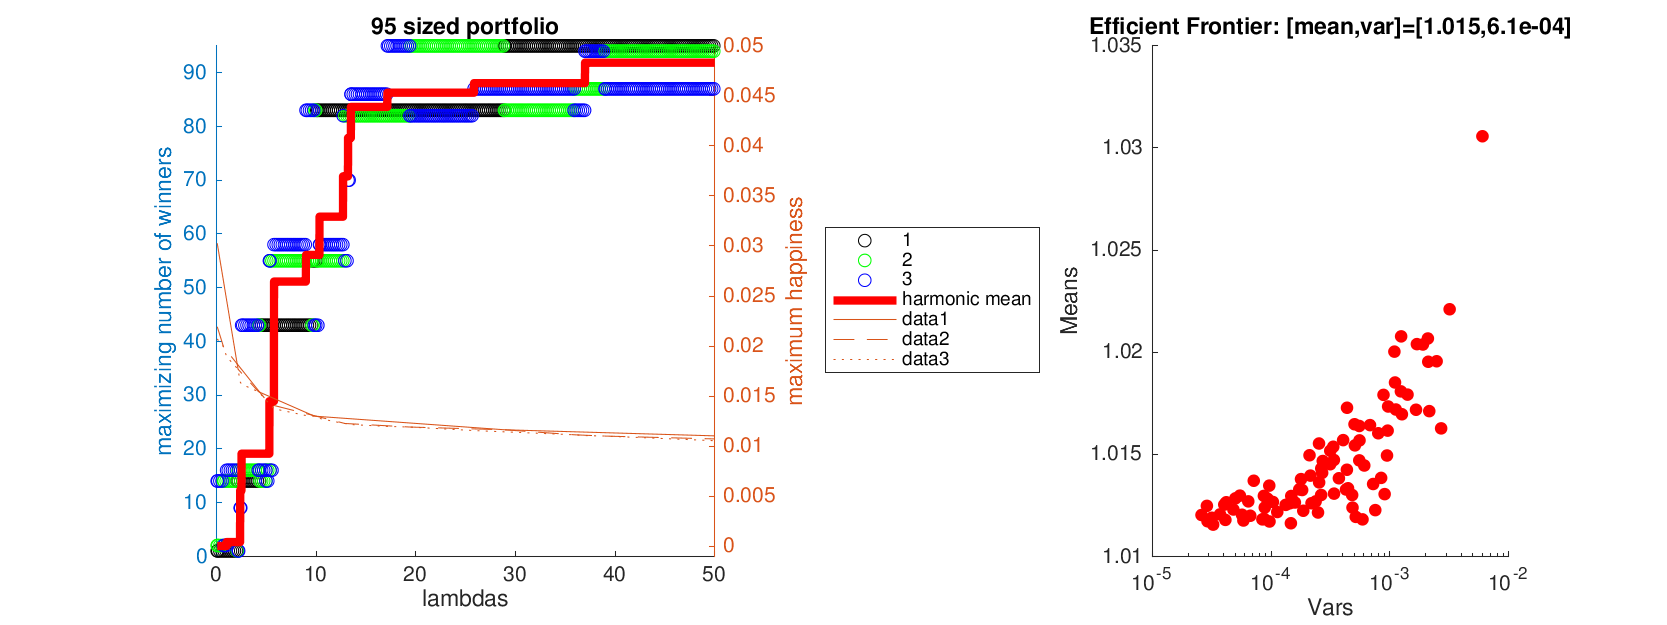 95 sized portfolio
maximizing number of winners
90
80
70
60
50
40
30
20
10
0
0 10 20 30 40 50
lambdas
0.05
0.045
0.04
0.035
0.03
0.025
0.02
0.015
0.01
0.005
0
maximum happiness
1
2
3
harmonic mean
data1
data2
data3
Efficient Frontier: [mean,var]=[1.015,6.1e-04]
Means
1.035
1.03
1.025
1.02
1.015
1.01
10-5 10-4 10-3 10-2
Vars